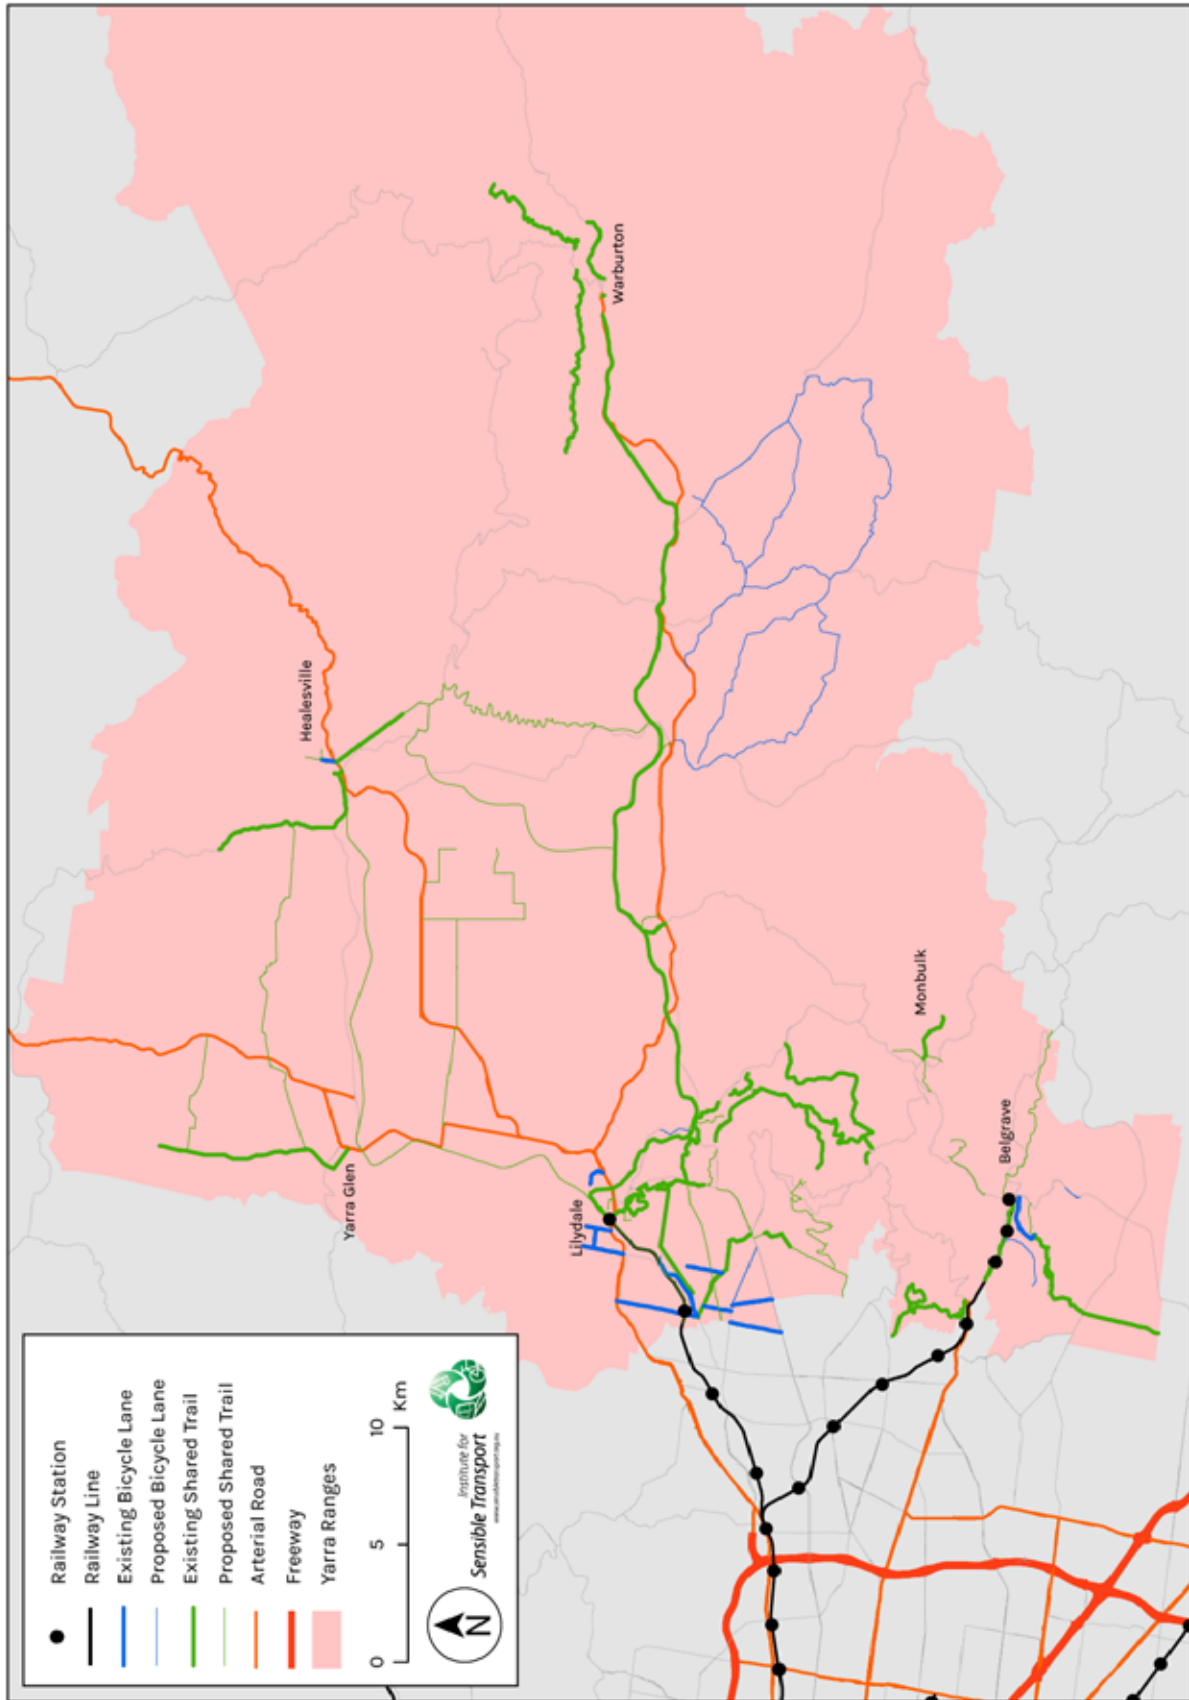 Railway Station
Railway Line
Existing Bicycle Lane
Proposed Bicycle Lane
Existing Shared Trail
Proposed Shared Trail
Arterial Road
Freeway
Yarra Ranges
N
0 5 10 Km
Institute for
Sensible Transport
Yarra Glen
Healesville
Lilydale
Warburton
Monbulk
Belgrave